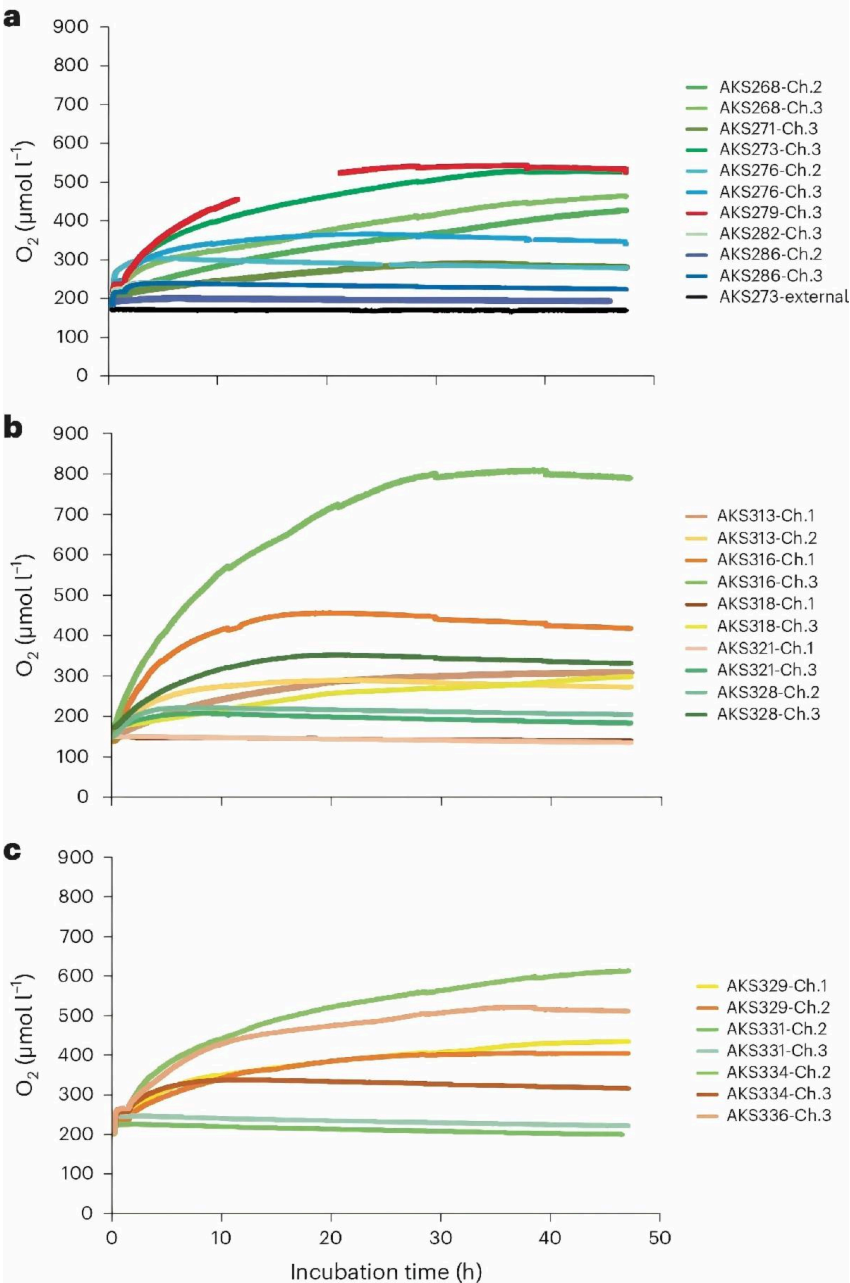 a
900
800
700
600
500
400
300
200
100
0
O₂ (µmol l⁻¹)
AKS268-Ch.2
AKS268-Ch.3
AKS271-Ch.3
AKS273-Ch.3
AKS276-Ch.2
AKS276-Ch.3
AKS279-Ch.3
AKS282-Ch.3
AKS286-Ch.2
AKS286-Ch.3
AKS273-external
b
900
800
700
600
500
400
300
200
100
0
O₂ (µmol l⁻¹)
AKS313-Ch.1
AKS313-Ch.2
AKS316-Ch.1
AKS316-Ch.3
AKS318-Ch.1
AKS318-Ch.3
AKS321-Ch.1
AKS321-Ch.3
AKS328-Ch.2
AKS328-Ch.3
c
900
800
700
600
500
400
300
200
100
0
O₂ (µmol l⁻¹)
AKS329-Ch.1
AKS329-Ch.2
AKS331-Ch.2
AKS331-Ch.3
AKS334-Ch.2
AKS334-Ch.3
AKS336-Ch.3
0 10 20 30 40 50
Incubation time (h)